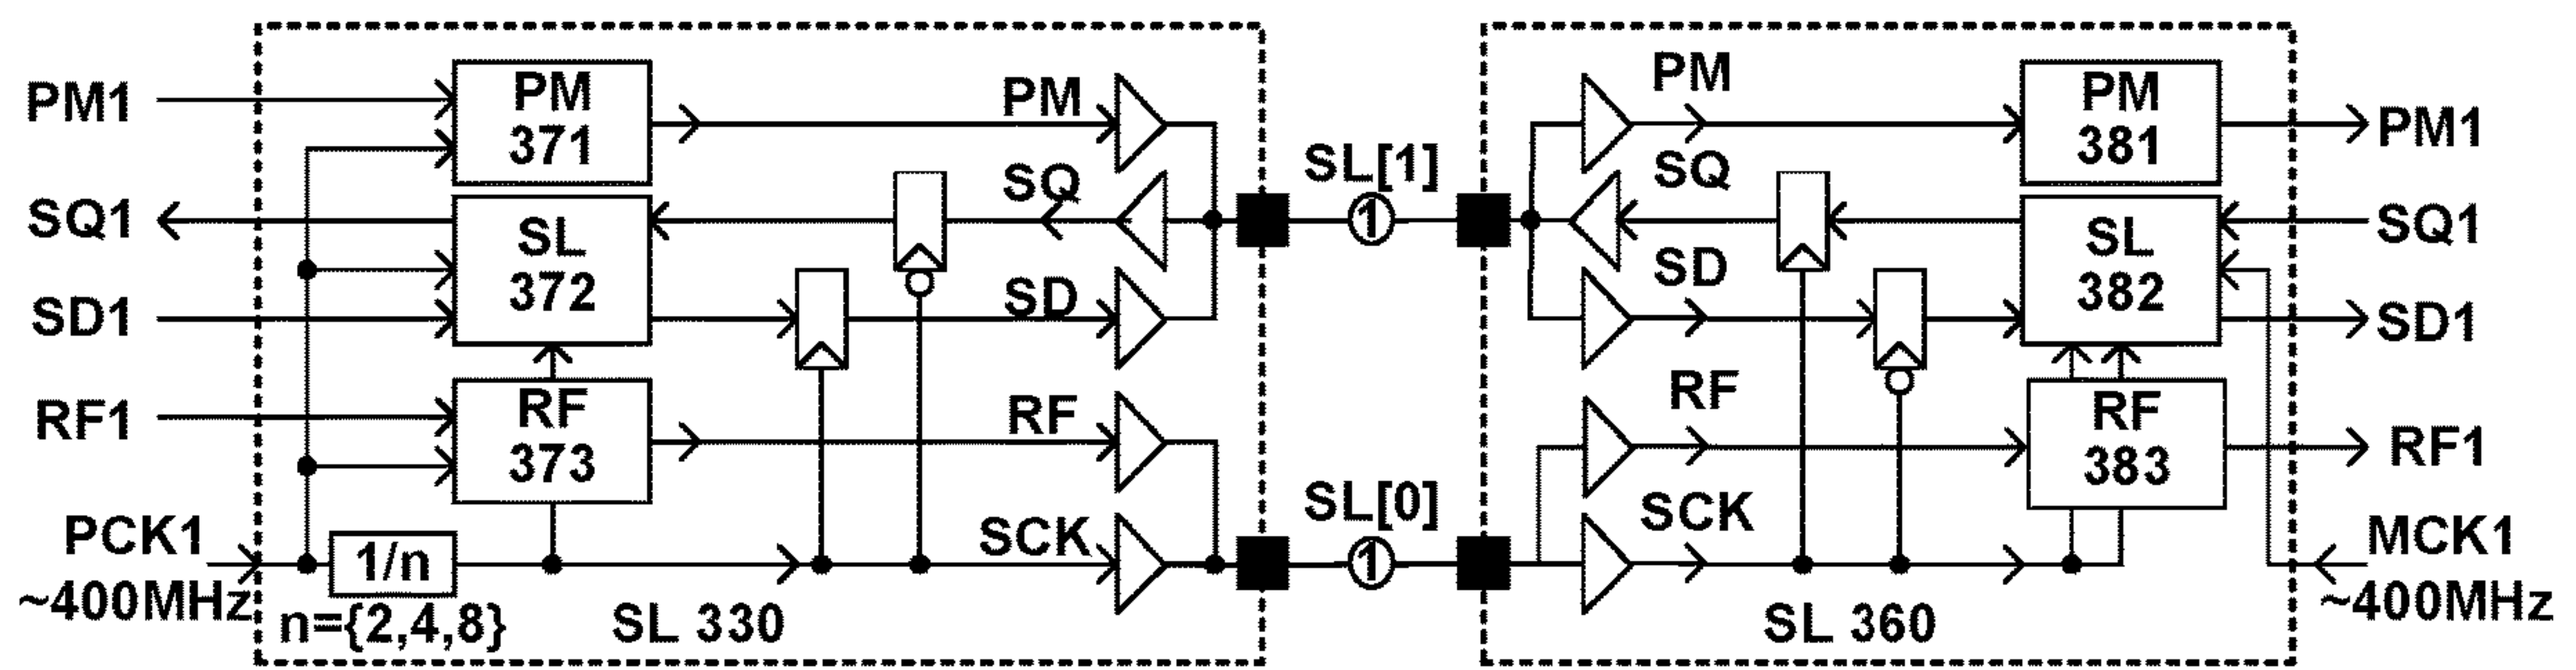 PM1
SQ1
SD1
RF1
PCK1
~400MHz
PM
371
SL
372
RF
373
1/n
n={2,4,8}
SL 330
PM
SQ
SD
RF
SCK
SL[1]
1
SL[0]
1
PM
SQ
SD
RF
SCK
SL 360
PM
381
SL
382
RF
383
PM1
SQ1
SD1
RF1
MCK1
~400MHz